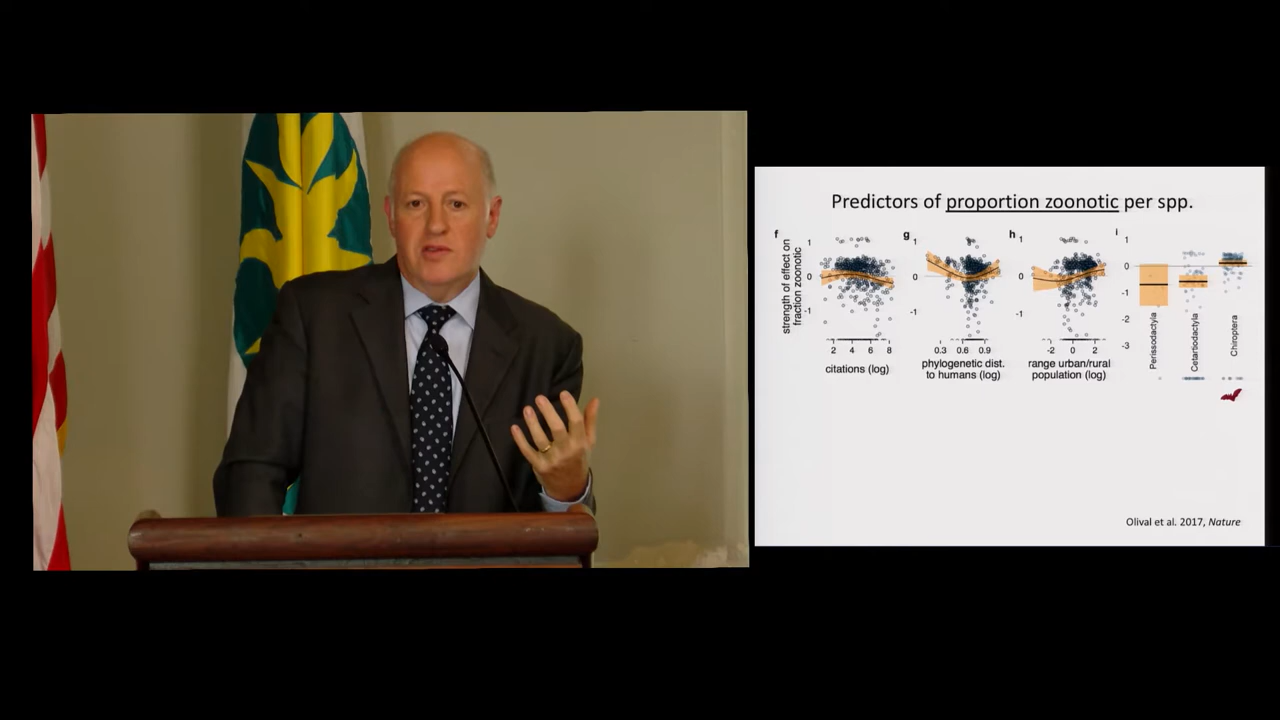 Predictors of proportion zoonotic per spp.
f
g
h
i
strength of effect on
fraction zoonotic
1
0
-1
2 4 6 8
citations (log)
1
0
-1
0.3 0.6 0.9
phylogenetic dist.
to humans (log)
1
0
-1
-2 0 2
range urban/rural
population (log)
1
0
-1
-2
-3
Perissodactyla
Cetartiodactyla
Chiroptera
Olival et al. 2017, Nature